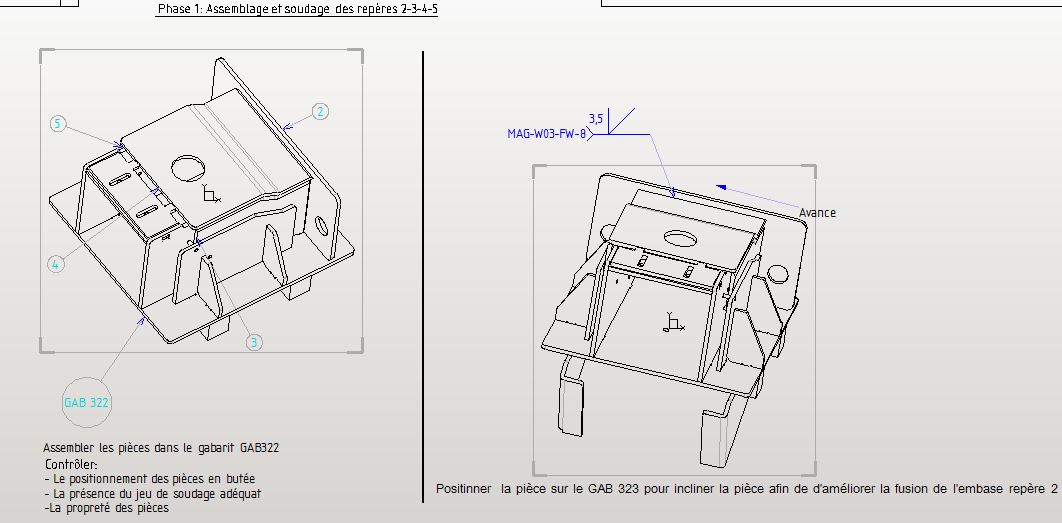 Phase 1: Assemblage et soudage des repères 2-3-4-5
5
2
4
3
GAB 322
Y
X
Assembler les pièces dans le gabarit GAB322
Contrôler:
- Le positionnement des pièces en butée
- La présence du jeu de soudage adéquat
-La propreté des pièces
3,5
MAG-W03-FW-8
Avance
Y
X
Positinner la pièce sur le GAB 323 pour incliner la pièce afin de d'améliorer la fusion de l'embase repère 2